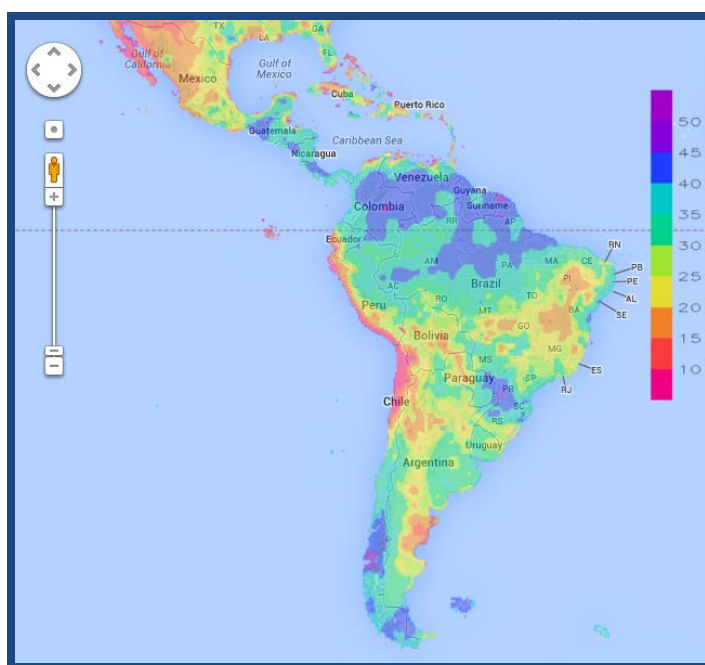 TX
LA
GA
FL
Gulf of
California
Gulf of
Mexico
Mexico
Cuba
Puerto Rico
Guatemala
Caribbean Sea
Nicaragua
Venezuela
Guyana
Colombia
Suriname
RR
AP
Ecuador
AM
PA
MA
CE
RN
PB
PE
AL
SE
PI
AC
Brazil
TO
Peru
RO
MT
BA
GO
Bolivia
MG
MS
ES
Paraguay
SP
RJ
PR
Chile
SC
RS
Uruguay
Argentina
50
45
40
35
30
25
20
15
10